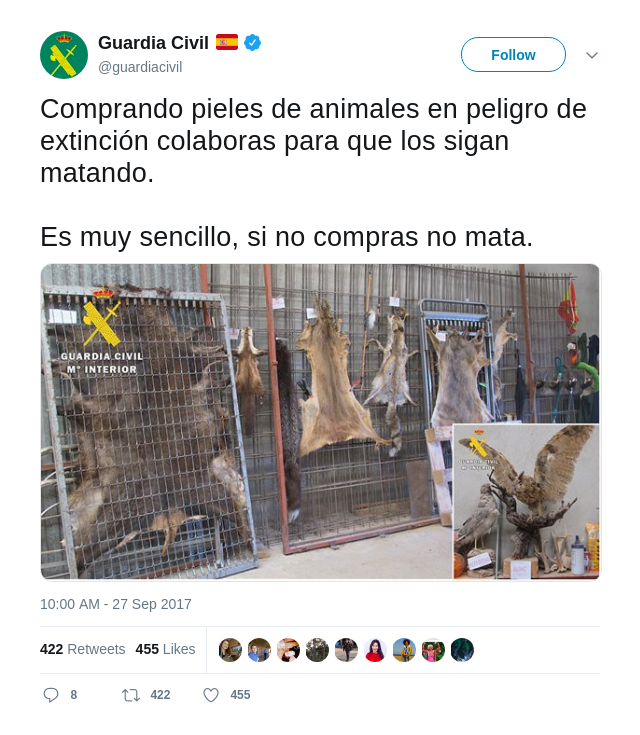 Guardia Civil
@guardiacivil
Follow
Comprando pieles de animales en peligro de
extinción colaboras para que los sigan
matando.
Es muy sencillo, si no compras no mata.
GUARDIA CIVIL
Mº INTERIOR
10:00 AM - 27 Sep 2017
422 Retweets 455 Likes
8 422 455